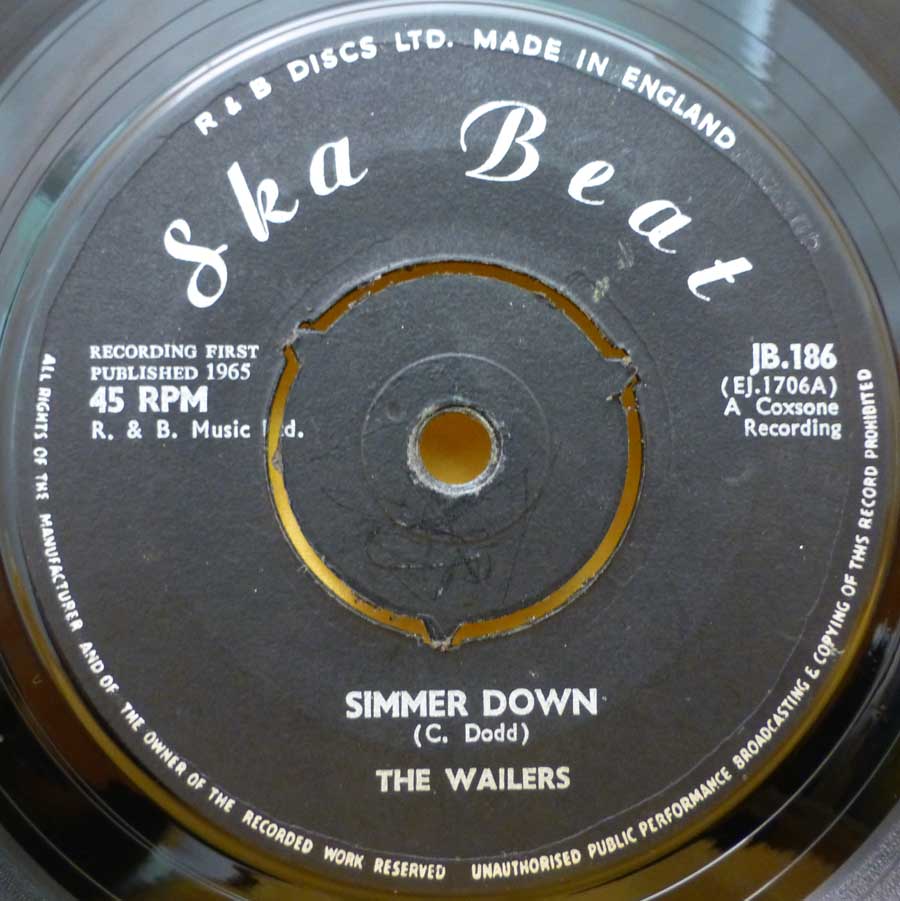 R & B DISCS LTD. MADE IN ENGLAND
Ska Beat
RECORDING FIRST
PUBLISHED 1965
45 RPM
R. & B. Music Ltd.
JB.186
(EJ.1706A)
A Coxsone
Recording
SIMMER DOWN
(C. Dodd)
THE WAILERS
ALL RIGHTS OF THE MANUFACTURER AND OF THE OWNER OF THE RECORDED WORK RESERVED UNAUTHORISED PUBLIC PERFORMANCE BROADCASTING & COPYING OF THIS RECORD PROHIBITED